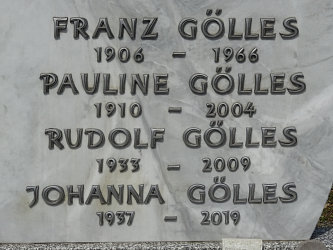 FRANZ GÖLLES
1906 – 1966
PAULINE GÖLLES
1910 – 2004
RUDOLF GÖLLES
1933 – 2009
JOHANNA GÖLLES
1937 – 2019